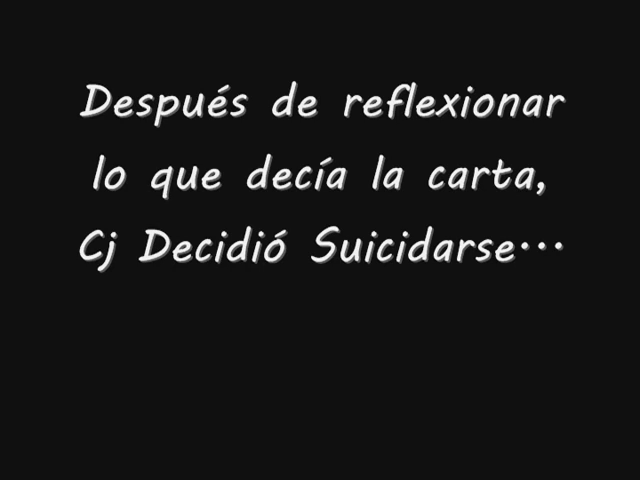 Después de reflexionar
lo que decía la carta,
Cj Decidió Suicidarse...